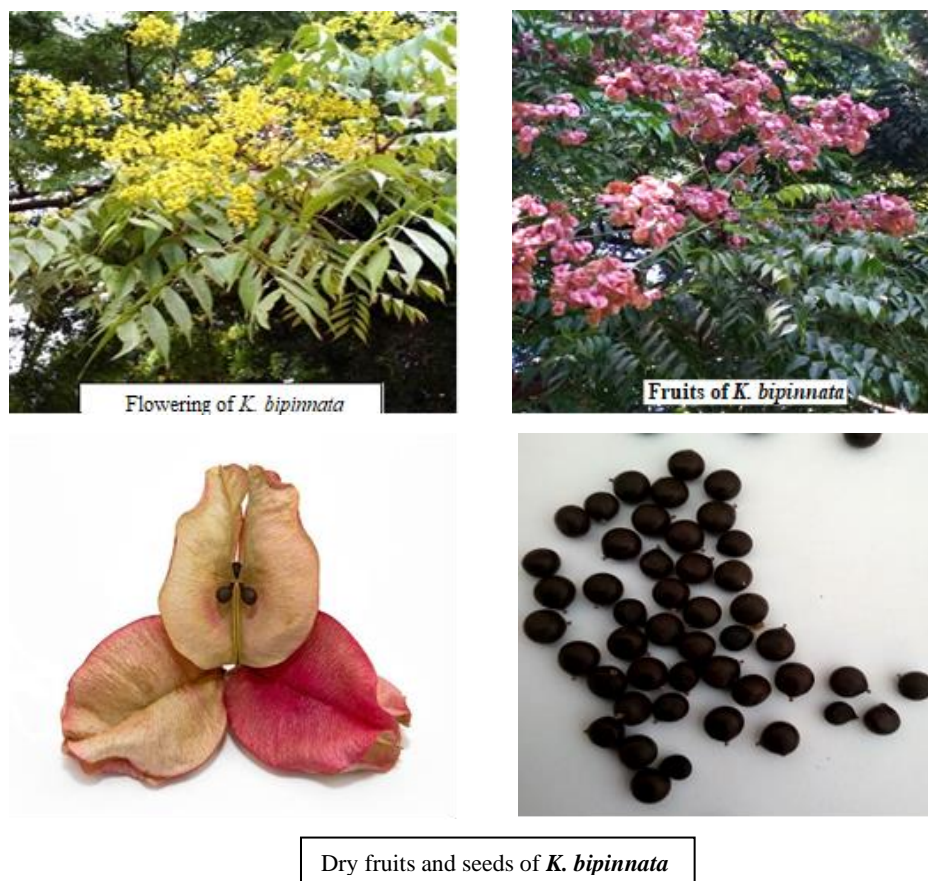 Flowering of K. bipinnata
Fruits of K. bipinnata
Dry fruits and seeds of K. bipinnata